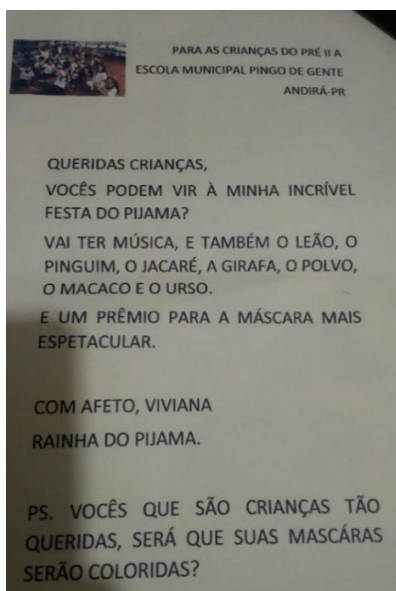 PARA AS CRIANÇAS DO PRÉ II A
ESCOLA MUNICIPAL PINGO DE GENTE
ANDIRÁ-PR
QUERIDAS CRIANÇAS,
VOCÊS PODEM VIR À MINHA INCRÍVEL
FESTA DO PIJAMA?
VAI TER MÚSICA, E TAMBÉM O LEÃO, O
PINGUIM, O JACARÉ, A GIRAFA, O POLVO,
O MACACO E O URSO.
E UM PRÊMIO PARA A MÁSCARA MAIS
ESPETACULAR.
COM AFETO, VIVIANA
RAINHA DO PIJAMA.
PS. VOCÊS QUE SÃO CRIANÇAS TÃO
QUERIDAS, SERÁ QUE SUAS MASCÁRAS
SERÃO COLORIDAS?